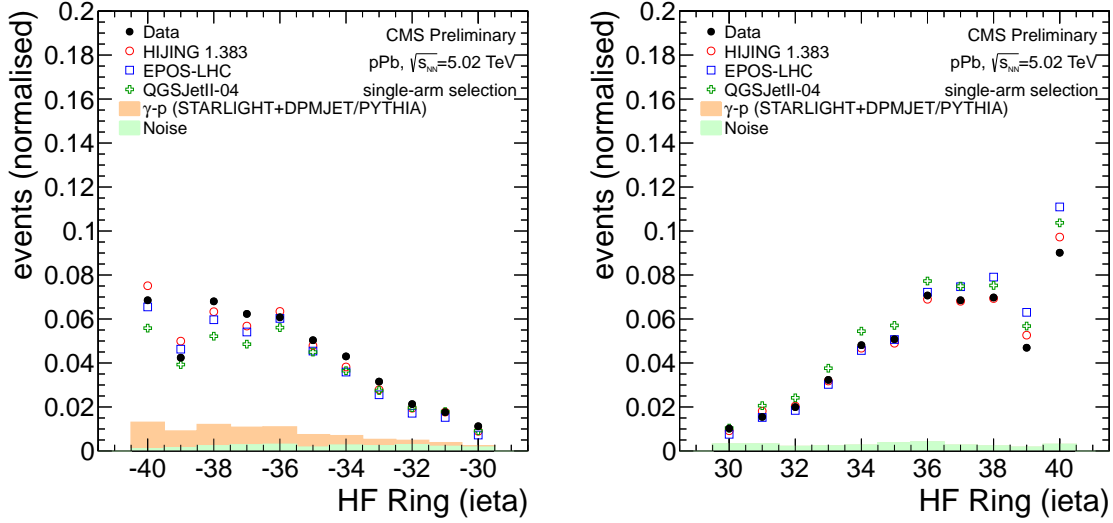 0.2
0.18
0.16
0.14
0.12
0.1
0.08
0.06
0.04
0.02
0
events (normalised)
Data
HIJING 1.383
EPOS-LHC
QGSJetII-04
γ-p (STARLIGHT+DPMJET/PYTHIA)
Noise
CMS Preliminary
pPb, √sNN=5.02 TeV
single-arm selection
-40 -38 -36 -34 -32 -30
HF Ring (ieta)
0.2
0.18
0.16
0.14
0.12
0.1
0.08
0.06
0.04
0.02
0
events (normalised)
Data
HIJING 1.383
EPOS-LHC
QGSJetII-04
γ-p (STARLIGHT+DPMJET/PYTHIA)
Noise
CMS Preliminary
pPb, √sNN=5.02 TeV
single-arm selection
30 32 34 36 38 40
HF Ring (ieta)